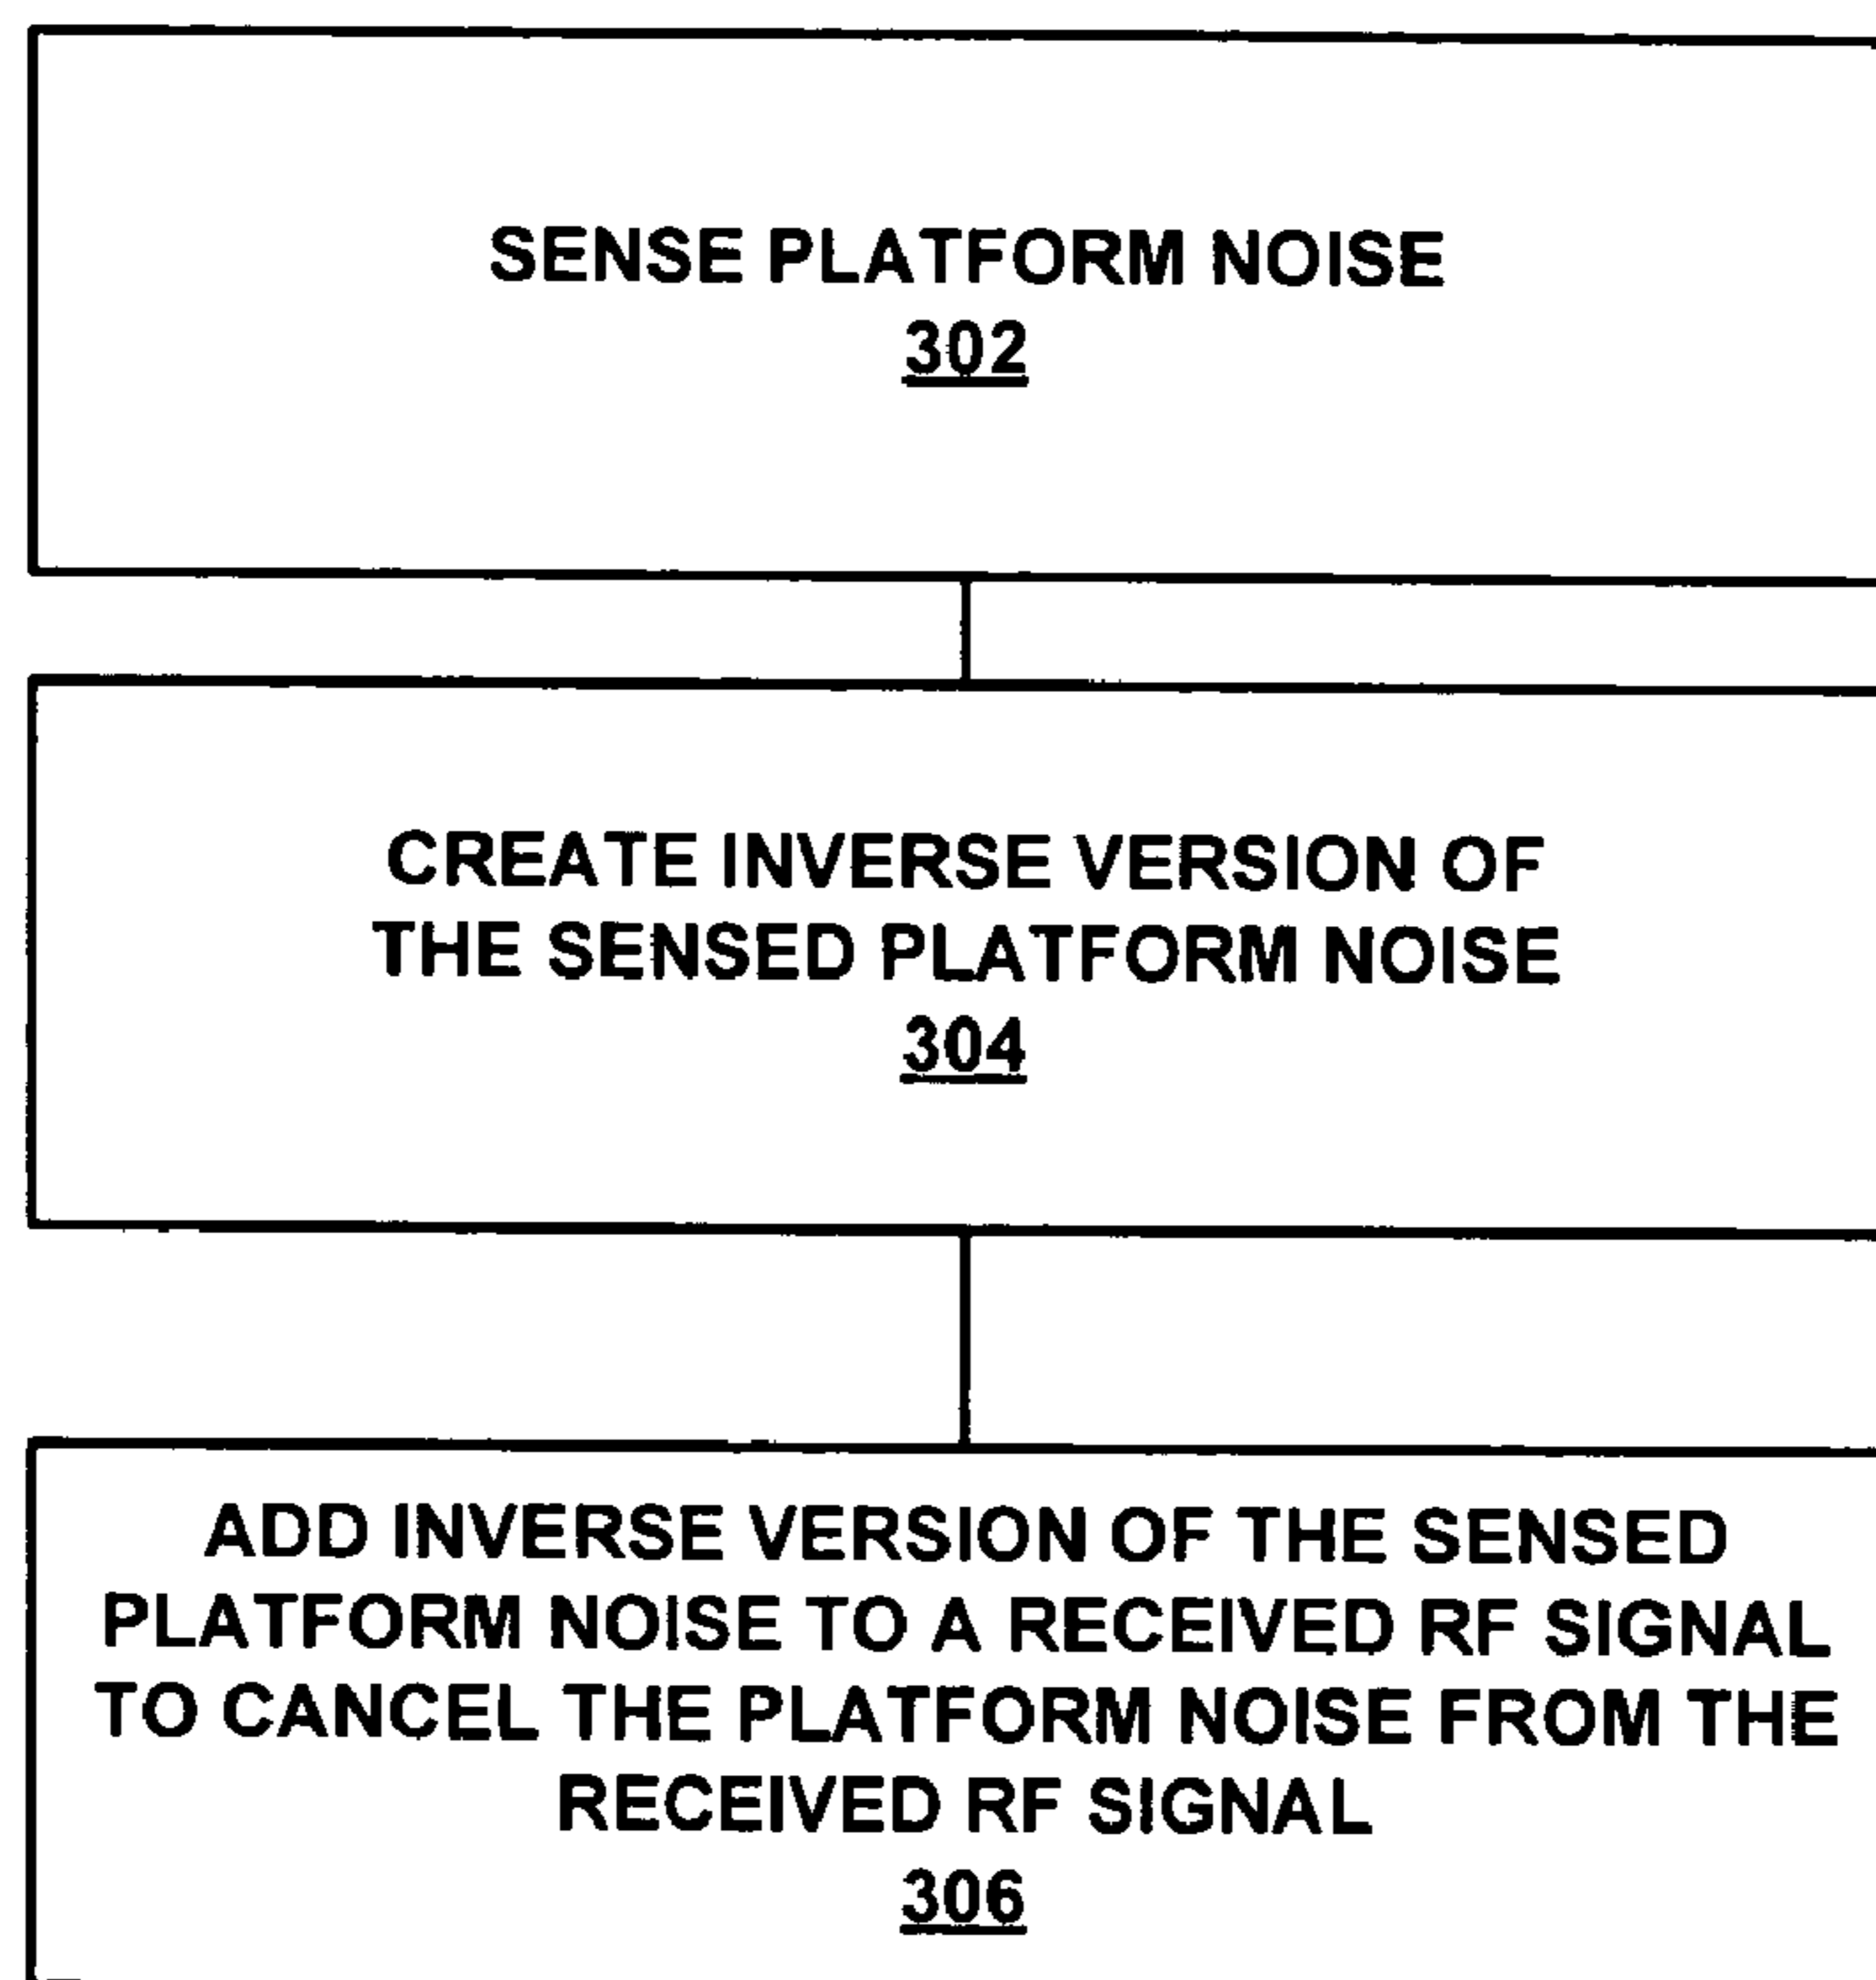 SENSE PLATFORM NOISE
302
CREATE INVERSE VERSION OF
THE SENSED PLATFORM NOISE
304
ADD INVERSE VERSION OF THE SENSED
PLATFORM NOISE TO A RECEIVED RF SIGNAL
TO CANCEL THE PLATFORM NOISE FROM THE
RECEIVED RF SIGNAL
306